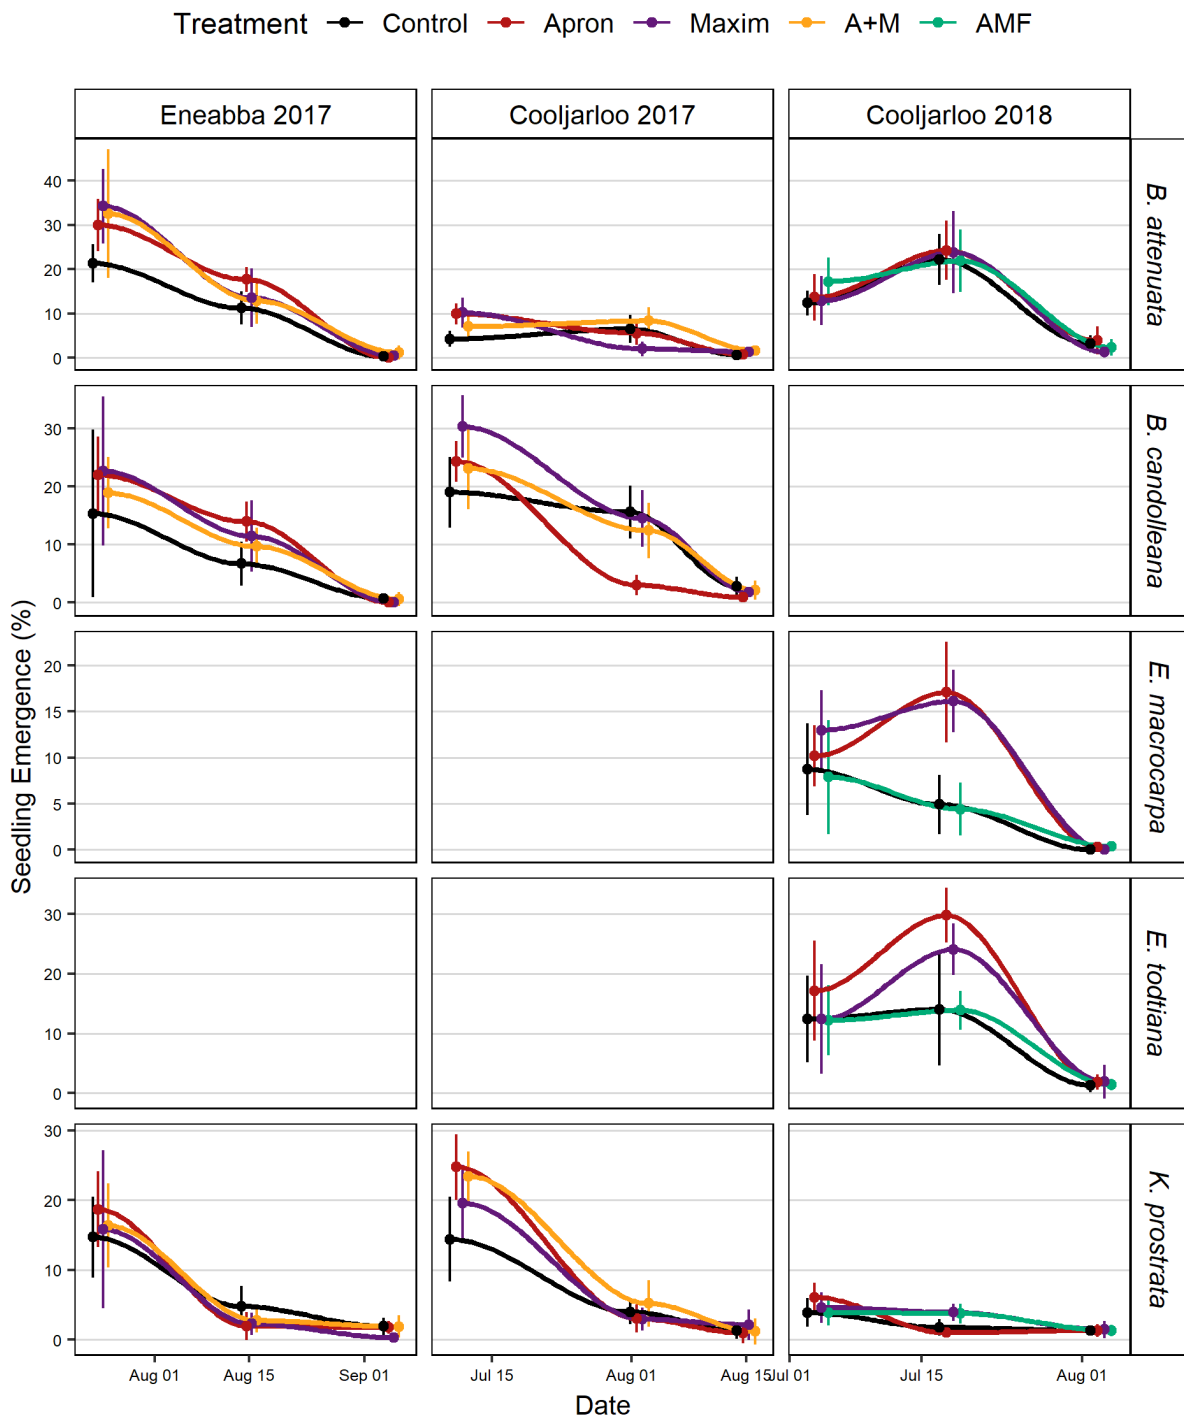 Treatment Control Apron Maxim A+M AMF
Eneabba 2017 Cooljarloo 2017 Cooljarloo 2018
40
30
20
10
0
B. attenuata
30
20
10
0
B. candolleana
20
15
10
5
0
E. macrocarpa
30
20
10
0
E. todtiana
30
20
10
0
K. prostrata
Seedling Emergence (%)
Aug 01 Aug 15 Sep 01 Jul 15 Aug 01 Aug 15 Jul 01 Jul 15 Aug 01
Date